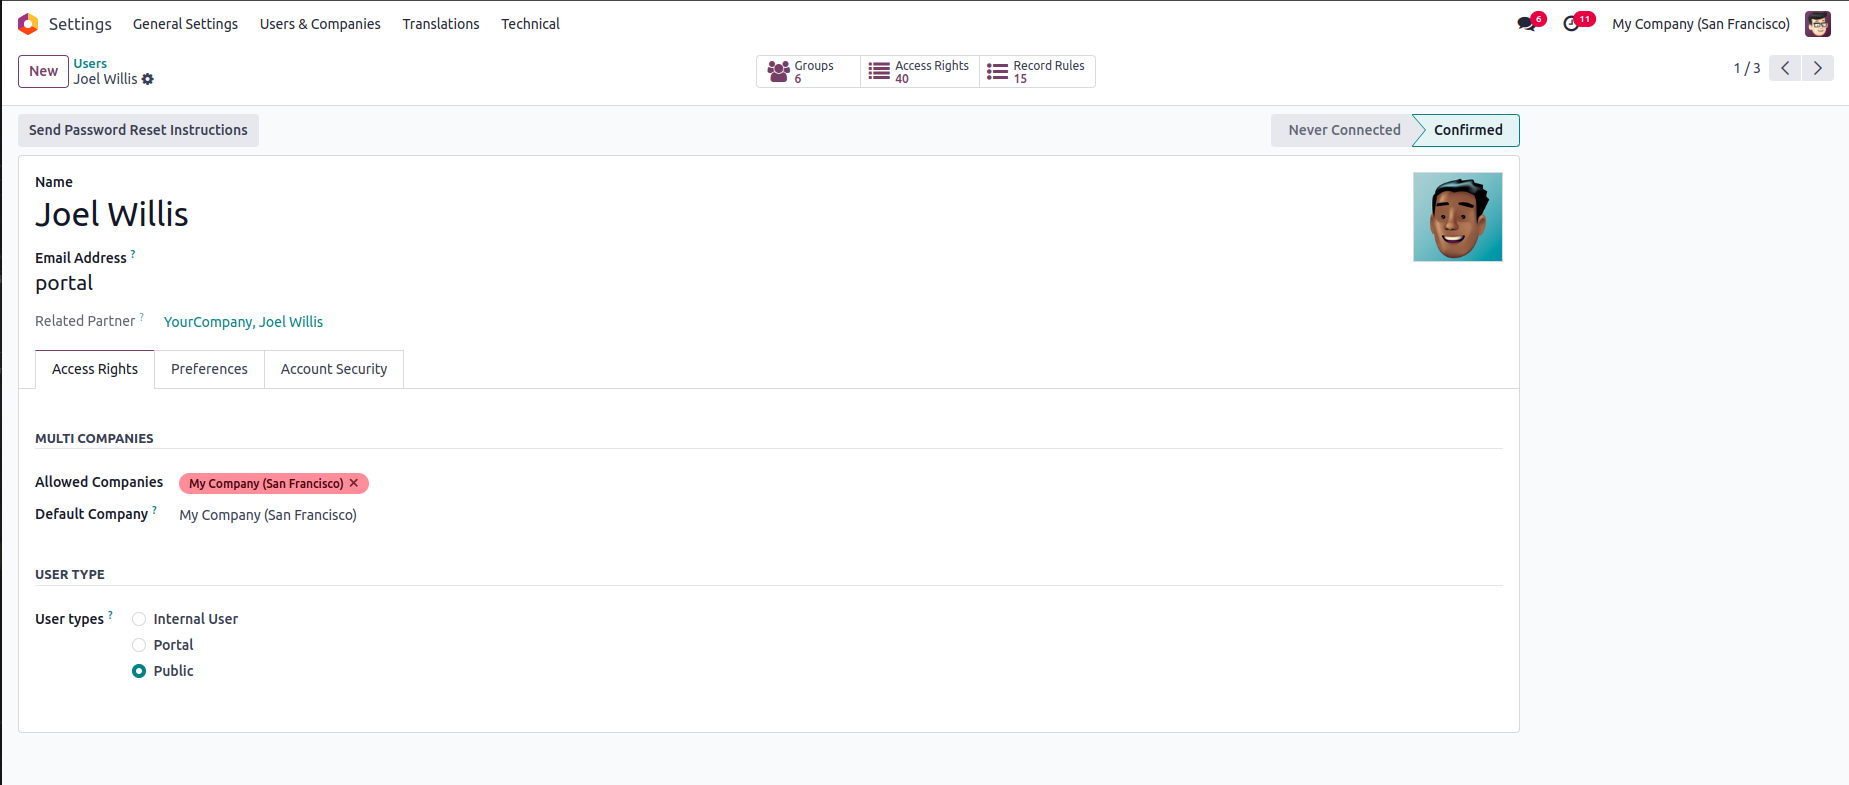 Settings General Settings Users & Companies Translations Technical 6 11 My Company (San Francisco)
New Users Groups 6 Access Rights 40 Record Rules 15 1 / 3
Joel Willis
Send Password Reset Instructions Never Connected Confirmed
Name
Joel Willis
Email Address ?
portal
Related Partner ? YourCompany, Joel Willis
Access Rights Preferences Account Security
MULTI COMPANIES
Allowed Companies My Company (San Francisco) ×
Default Company ? My Company (San Francisco)
USER TYPE
User types ? Internal User
Portal
Public